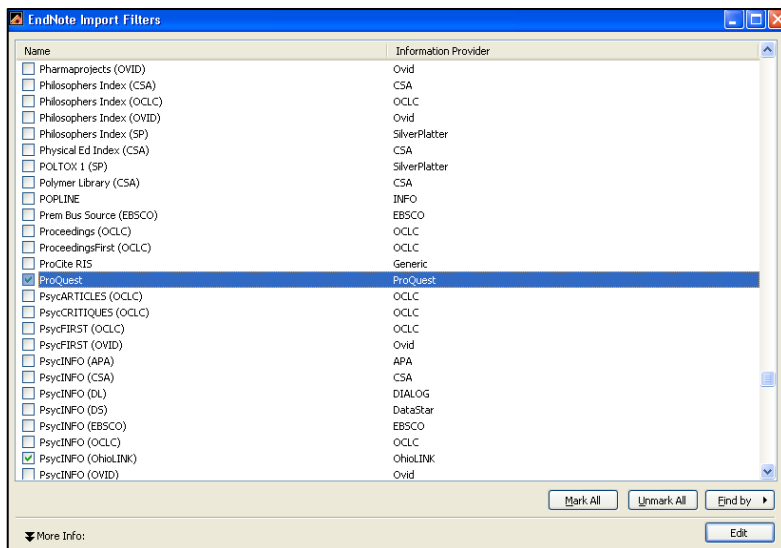 EndNote Import Filters
Name Information Provider
Pharmaprojects (OVID) Ovid
Philosophers Index (CSA) CSA
Philosophers Index (OCLC) OCLC
Philosophers Index (OVID) Ovid
Philosophers Index (SP) SilverPlatter
Physical Ed Index (CSA) CSA
POLTOX 1 (SP) SilverPlatter
Polymer Library (CSA) CSA
POPLINE INFO
Prem Bus Source (EBSCO) EBSCO
Proceedings (OCLC) OCLC
ProceedingsFirst (OCLC) OCLC
ProCite RIS Generic
ProQuest ProQuest
PsycARTICLES (OCLC) OCLC
PsycCRITIQUES (OCLC) OCLC
PsycFIRST (OCLC) OCLC
PsycFIRST (OVID) Ovid
PsycINFO (APA) APA
PsycINFO (CSA) CSA
PsycINFO (DL) DIALOG
PsycINFO (DS) DataStar
PsycINFO (EBSCO) EBSCO
PsycINFO (OCLC) OCLC
PsycINFO (OhioLINK) OhioLINK
PsycINFO (OVID) Ovid
Mark All Unmark All Find by
More Info: Edit